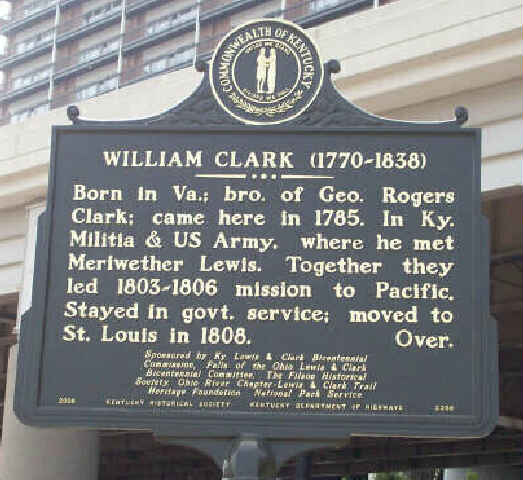 COMMONWEALTH OF KENTUCKY
WILLIAM CLARK (1770-1838)
Born in Va.; bro. of Geo. Rogers
Clark; came here in 1785. In Ky.
Militia & US Army, where he met
Meriwether Lewis. Together they
led 1803-1806 mission to Pacific.
Stayed in govt. service; moved to
St. Louis in 1808. Over.
Sponsored by Ky. Lewis & Clark Bicentennial
Commission, Falls of the Ohio Lewis & Clark
Bicentennial Committee, The Filson Historical
Society, Ohio River Chapter-Lewis & Clark Trail
Heritage Foundation, National Park Service
KENTUCKY HISTORICAL SOCIETY KENTUCKY DEPARTMENT OF HIGHWAYS